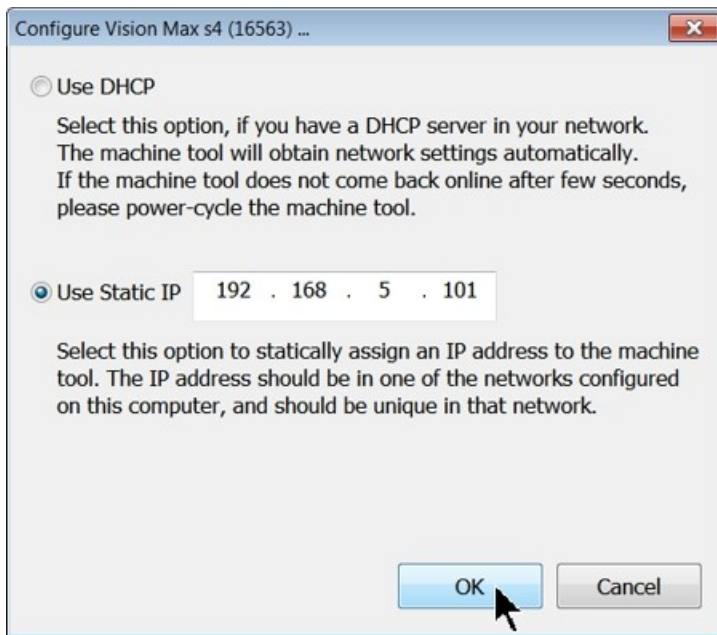 Configure Vision Max s4 (16563) ...
Use DHCP
Select this option, if you have a DHCP server in your network.
The machine tool will obtain network settings automatically.
If the machine tool does not come back online after few seconds,
please power-cycle the machine tool.
Use Static IP 192 . 168 . 5 . 101
Select this option to statically assign an IP address to the machine
tool. The IP address should be in one of the networks configured
on this computer, and should be unique in that network.
OK Cancel